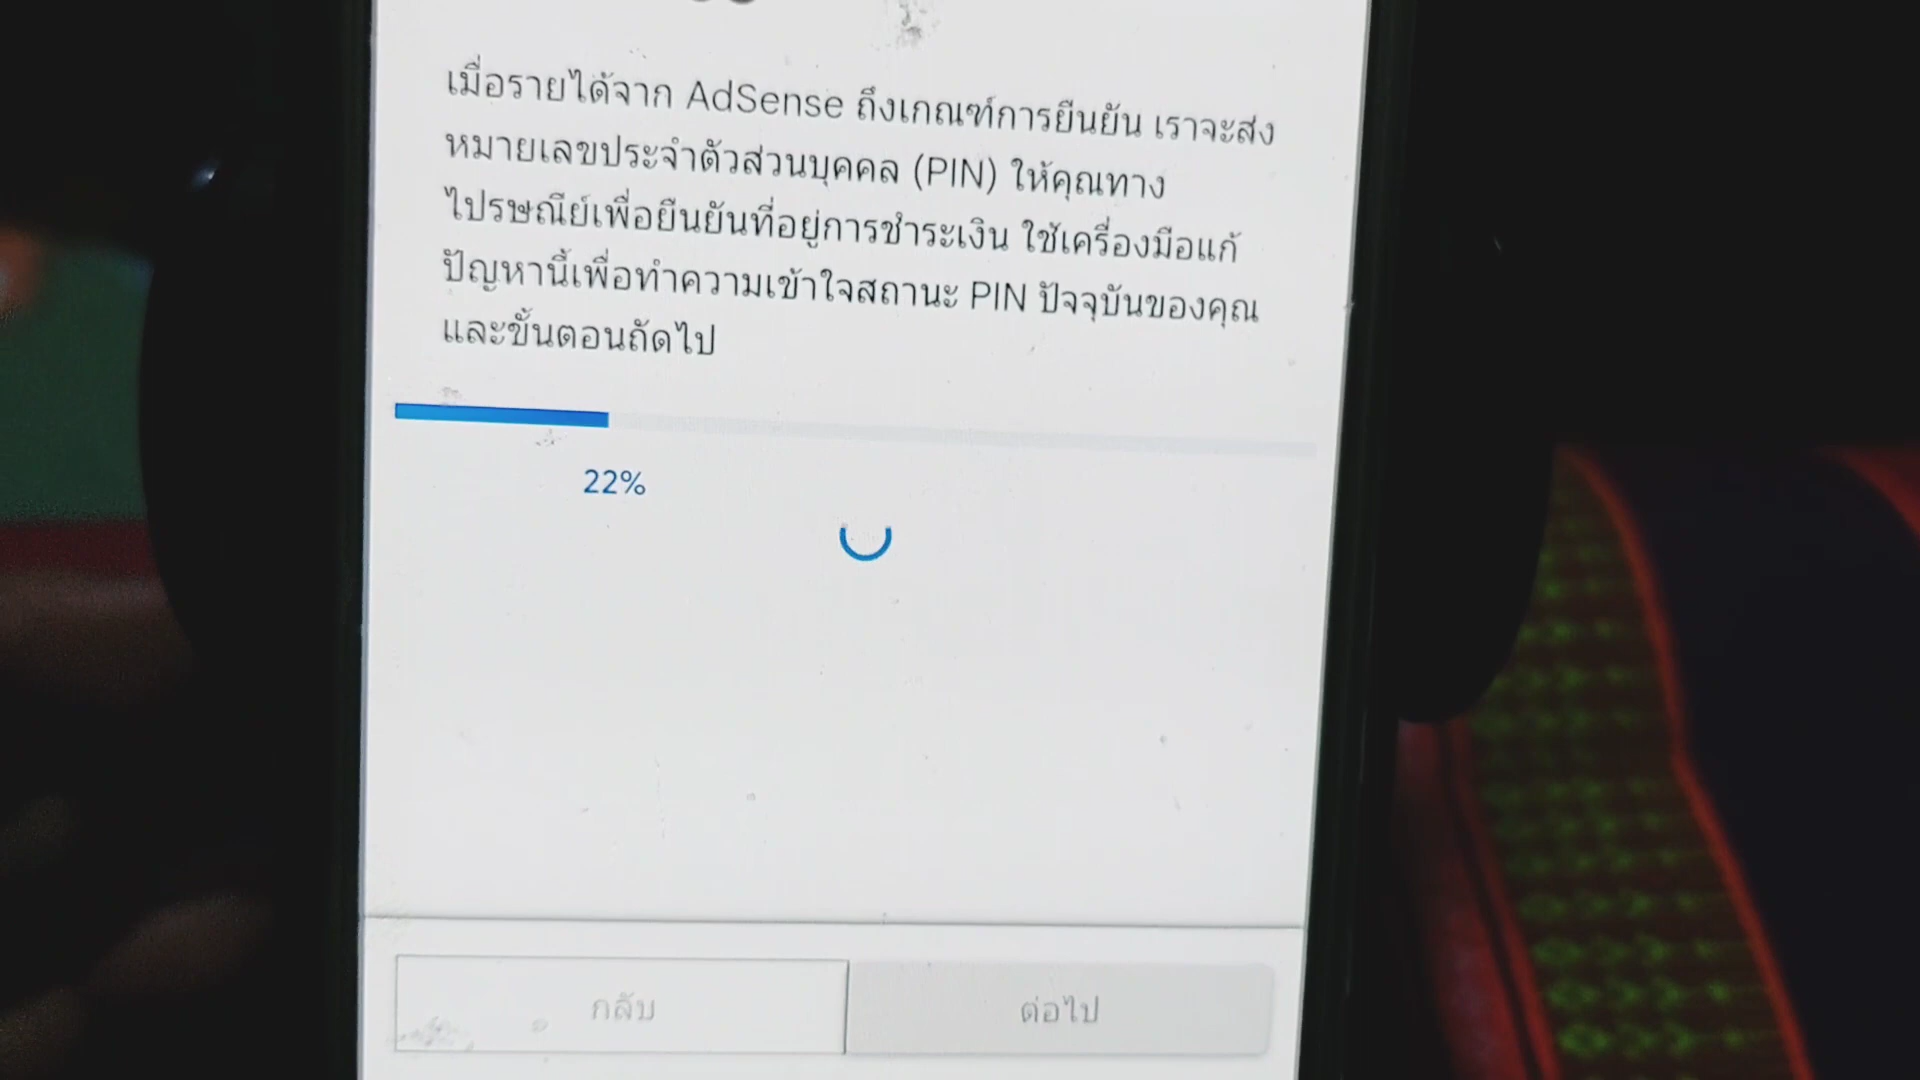 เมื่อรายได้จาก AdSense ถึงเกณฑ์การยืนยัน เราจะส่ง
หมายเลขประจำตัวส่วนบุคคล (PIN) ให้คุณทาง
ไปรษณีย์เพื่อยืนยันที่อยู่การชำระเงิน ใช้เครื่องมือแก้
ปัญหานี้เพื่อทำความเข้าใจสถานะ PIN ปัจจุบันของคุณ
และขั้นตอนถัดไป
22%
กลับ
ต่อไป